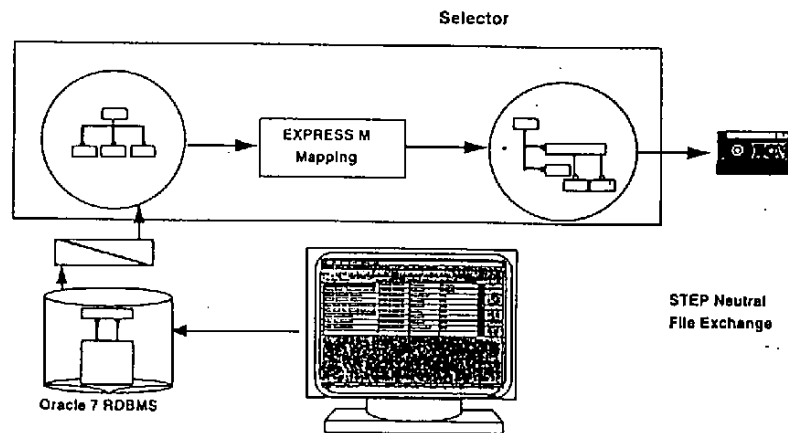 Selector
EXPRESS M
Mapping
STEP Neutral
File Exchange
Oracle 7 RDBMS